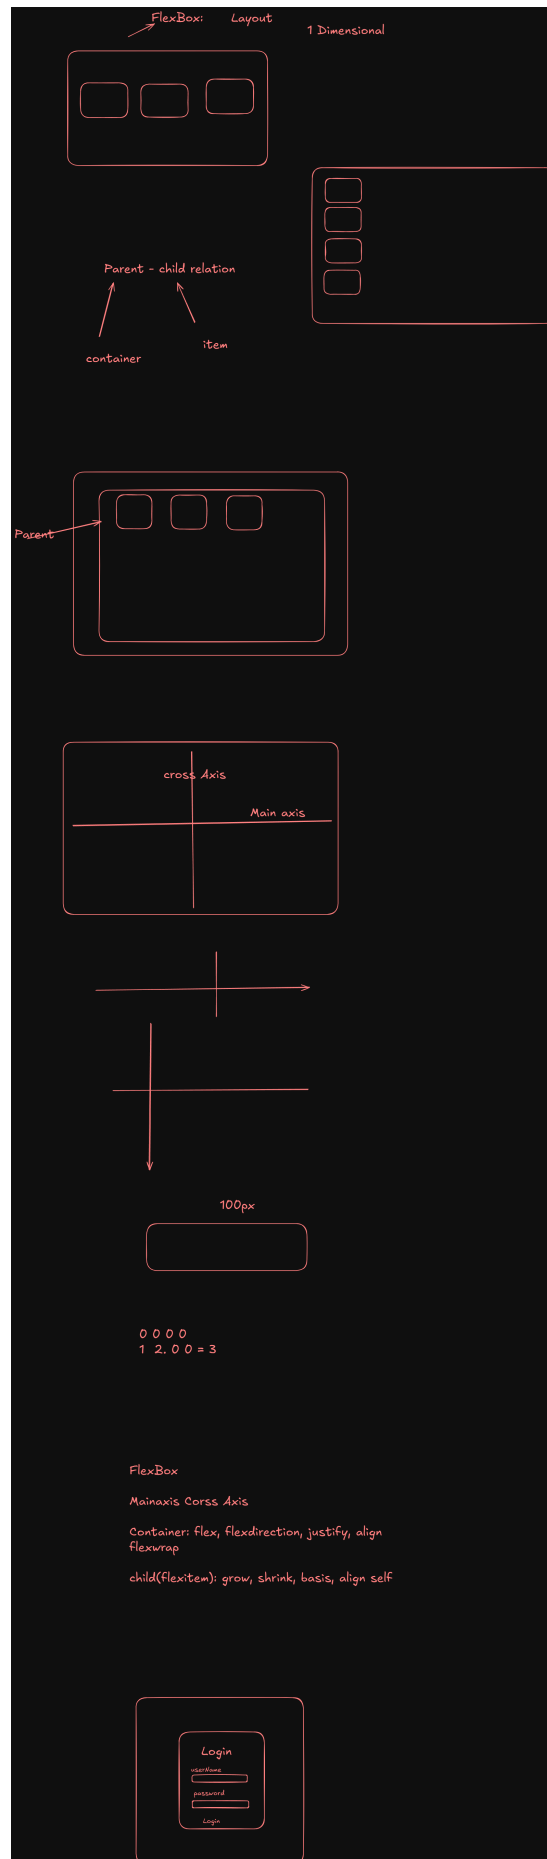 FlexBox: Layout
1 Dimensional
Parent - child relation
item
container
Parent
cross Axis
Main axis
100px
0 0 0 0
1 2. 0 0 = 3
FlexBox
Mainaxis Corss Axis
Container: flex, flexdirection, justify, align
flexwrap
child(flexitem): grow, shrink, basis, align self
Login
userName
password
Login